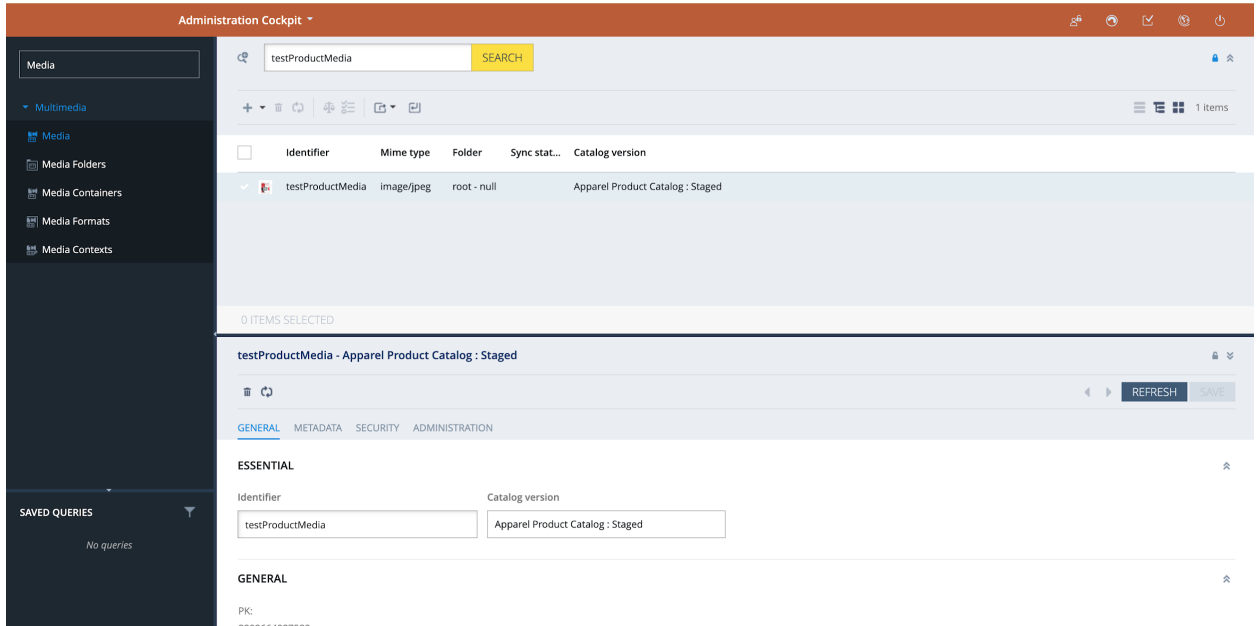 Administration Cockpit
Media
Multimedia
Media
Media Folders
Media Containers
Media Formats
Media Contexts
SAVED QUERIES
No queries
testProductMedia SEARCH
1 items
Identifier Mime type Folder Sync stat... Catalog version
testProductMedia image/jpeg root - null Apparel Product Catalog : Staged
0 ITEMS SELECTED
testProductMedia - Apparel Product Catalog : Staged
REFRESH SAVE
GENERAL METADATA SECURITY ADMINISTRATION
ESSENTIAL
Identifier Catalog version
testProductMedia Apparel Product Catalog : Staged
GENERAL
PK: